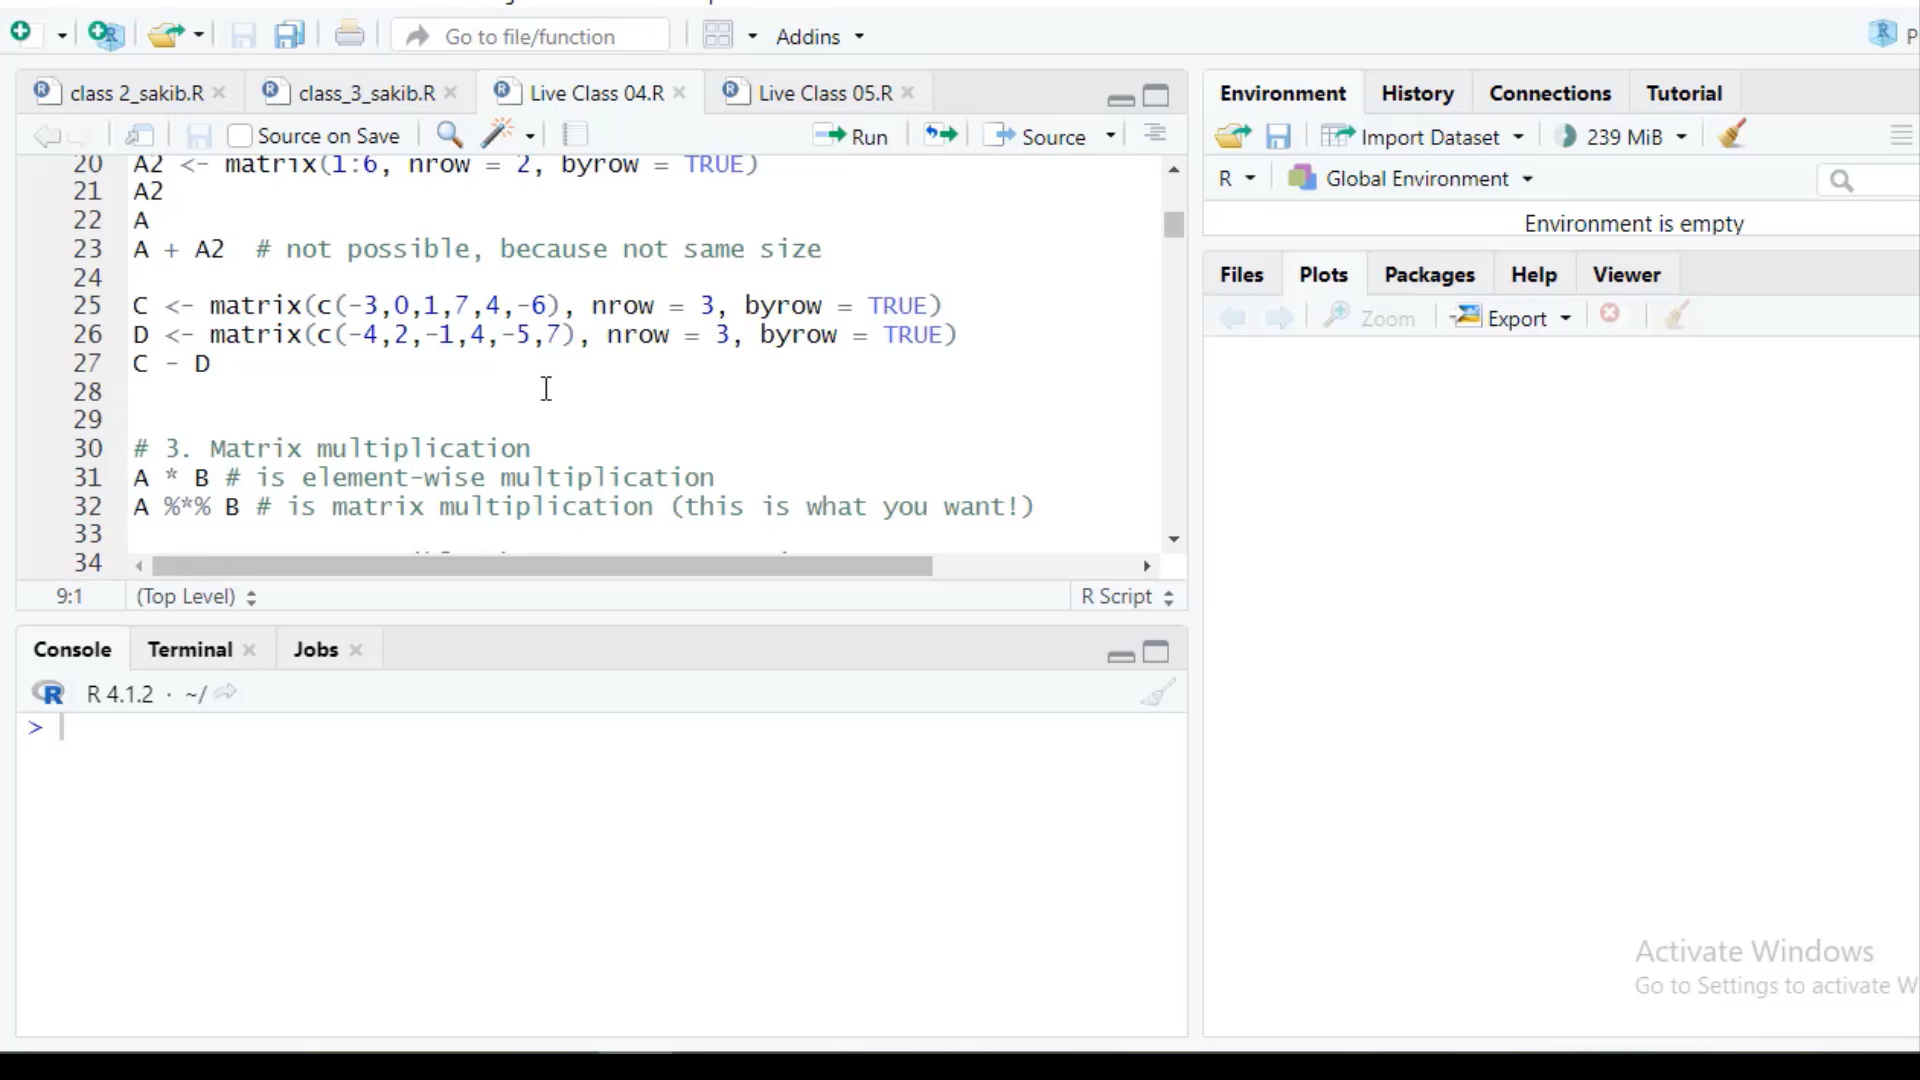 Go to file/function
Addins
class 2_sakib.R
class_3_sakib.R
Live Class 04.R
Live Class 05.R
Source on Save
Run
Source
20 A2 <- matrix(1:6, nrow = 2, byrow = TRUE)
21 A2
22 A
23 A + A2  # not possible, because not same size
24
25 C <- matrix(c(-3,0,1,7,4,-6), nrow = 3, byrow = TRUE)
26 D <- matrix(c(-4,2,-1,4,-5,7), nrow = 3, byrow = TRUE)
27 C - D
28
29
30 # 3. Matrix multiplication
31 A * B # is element-wise multiplication
32 A %*% B # is matrix multiplication (this is what you want!)
33
34
9:1
(Top Level)
R Script
Console
Terminal
Jobs
R 4.1.2 · ~/
>
Environment
History
Connections
Tutorial
Import Dataset
239 MiB
R
Global Environment
Environment is empty
Files
Plots
Packages
Help
Viewer
Zoom
Export
Activate Windows
Go to Settings to activate W